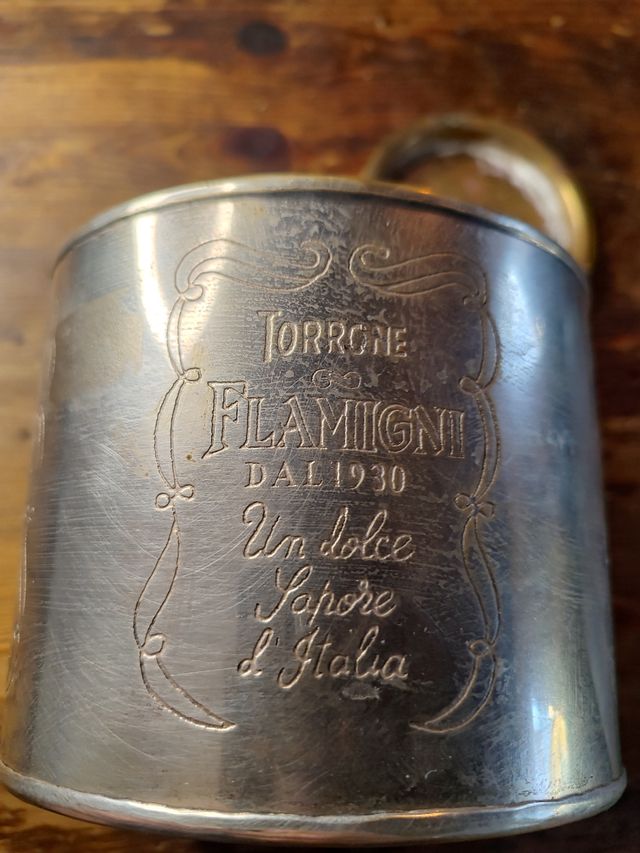 TORRONE
FLAMIGNI
DAL 1930
Un dolce
Sapore
d'Italia